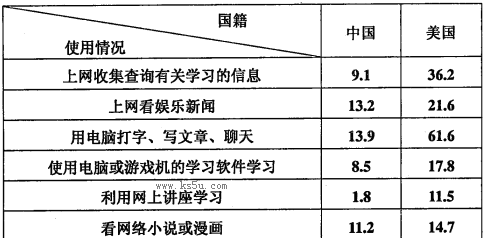 国籍
使用情况
中国
美国
上网收集查询有关学习的信息 9.1 36.2
上网看娱乐新闻 13.2 21.6
用电脑打字、写文章、聊天 13.9 61.6
使用电脑或游戏机的学习软件学习 8.5 17.8
www.ks5u.com
利用网上讲座学习 1.8 11.5
看网络小说或漫画 11.2 14.7